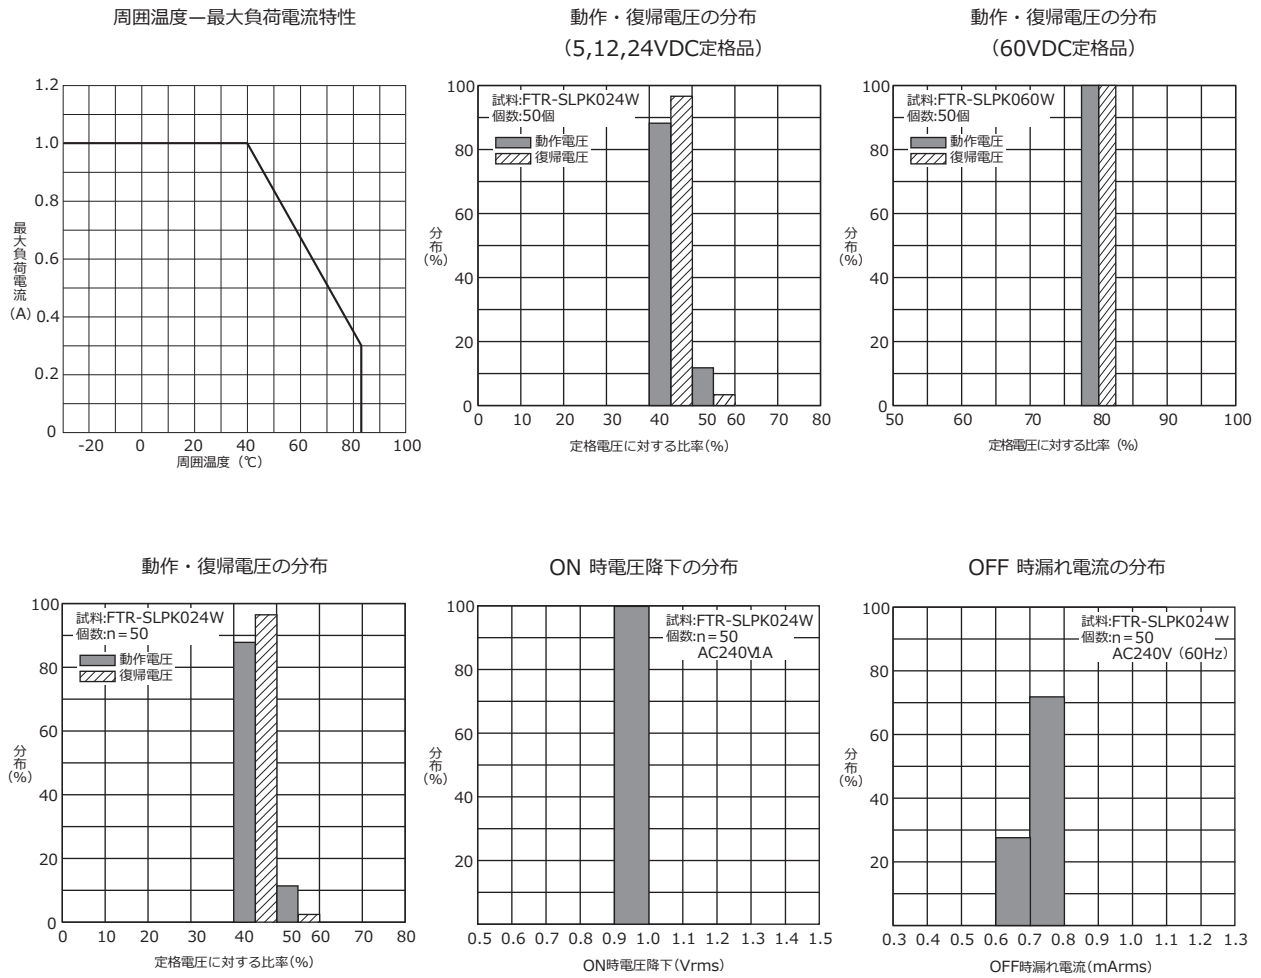 周囲温度—最大負荷電流特性
1.2
1.0
0.8
0.6
0.4
0.2
0
最大負荷電流
(A)
-20 0 20 40 60 80 100
周囲温度（℃）
動作・復帰電圧の分布
（5,12,24VDC定格品）
試料:FTR-SLPK024W
個数:50個
動作電圧
復帰電圧
100
80
60
40
20
0
分布
(%)
0 10 20 30 40 50 60 70 80
定格電圧に対する比率(%)
動作・復帰電圧の分布
（60VDC定格品）
試料:FTR-SLPK060W
個数:50個
動作電圧
復帰電圧
100
80
60
40
20
0
分布
(%)
50 60 70 80 90 100
定格電圧に対する比率（%）
動作・復帰電圧の分布
試料:FTR-SLPK024W
個数:n＝50
動作電圧
復帰電圧
100
80
60
40
20
0
分布
(%)
0 10 20 30 40 50 60 70 80
定格電圧に対する比率(%)
ON 時電圧降下の分布
試料:FTR-SLPK024W
個数:n＝50
AC240V1A
100
80
60
40
20
分布
(%)
0.5 0.6 0.7 0.8 0.9 1.0 1.1 1.2 1.3 1.4 1.5
ON時電圧降下(Vrms)
OFF 時漏れ電流の分布
試料:FTR-SLPK024W
個数:n＝50
AC240V（60Hz）
100
80
60
40
20
分布
(%)
0.3 0.4 0.5 0.6 0.7 0.8 0.9 1.0 1.1 1.2 1.3
OFF時漏れ電流(mArms)